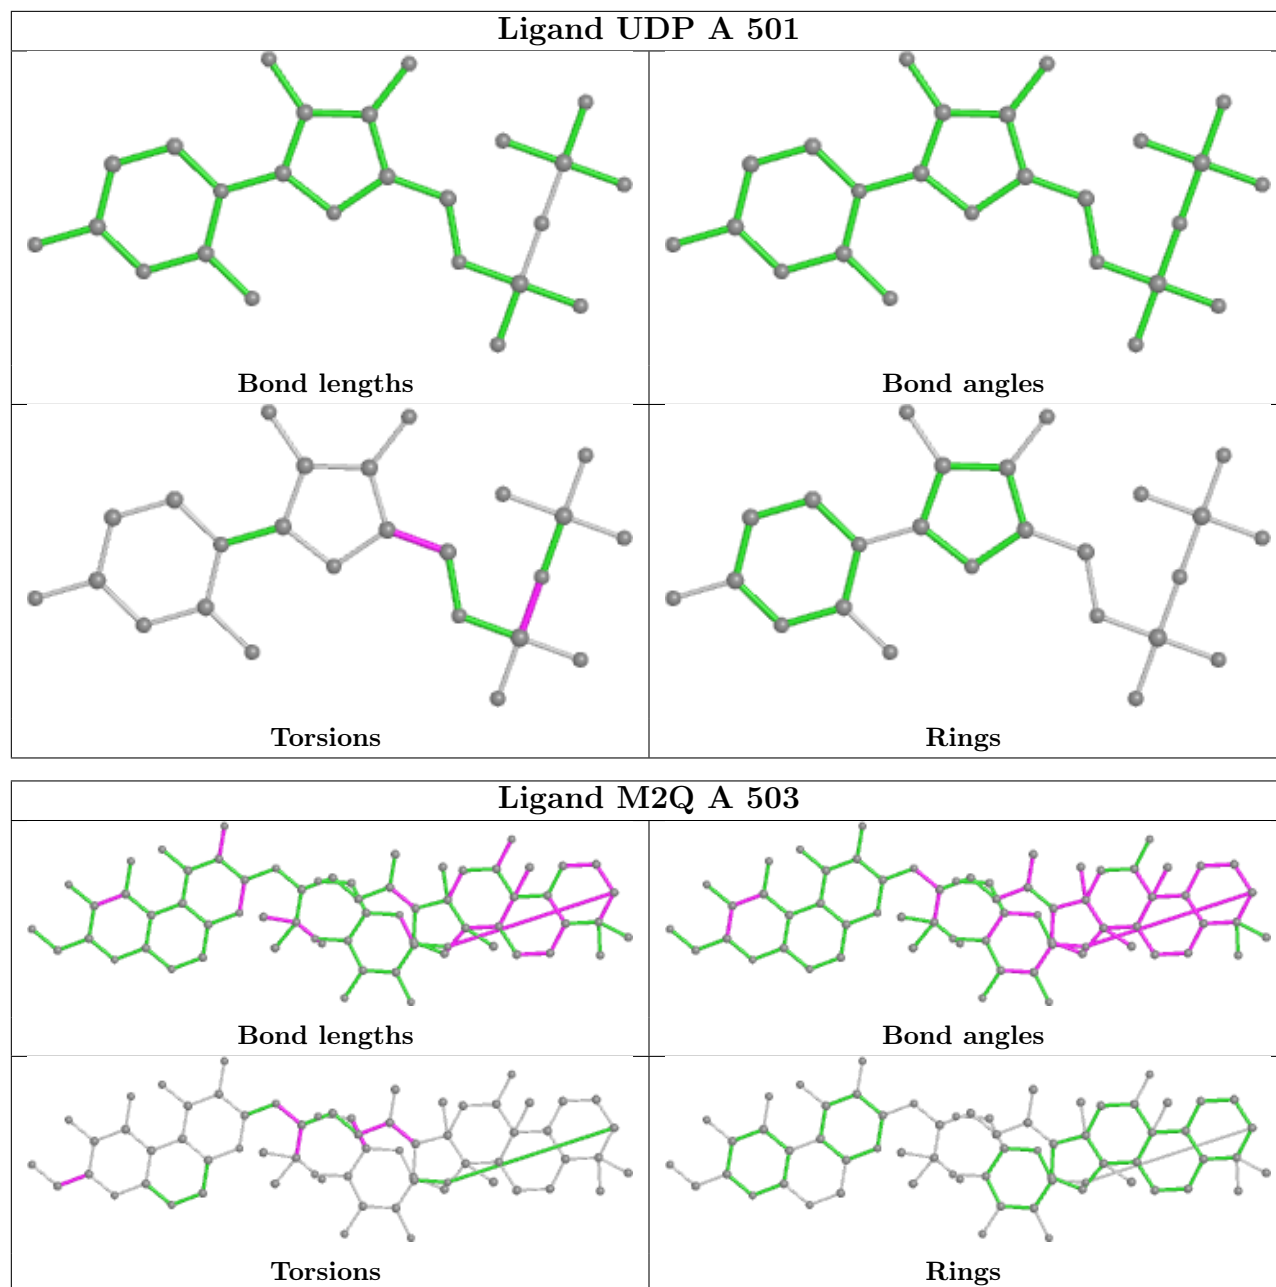 Ligand UDP A 501
Bond lengths
Bond angles
Torsions
Rings
Ligand M2Q A 503
Bond lengths
Bond angles
Torsions
Rings